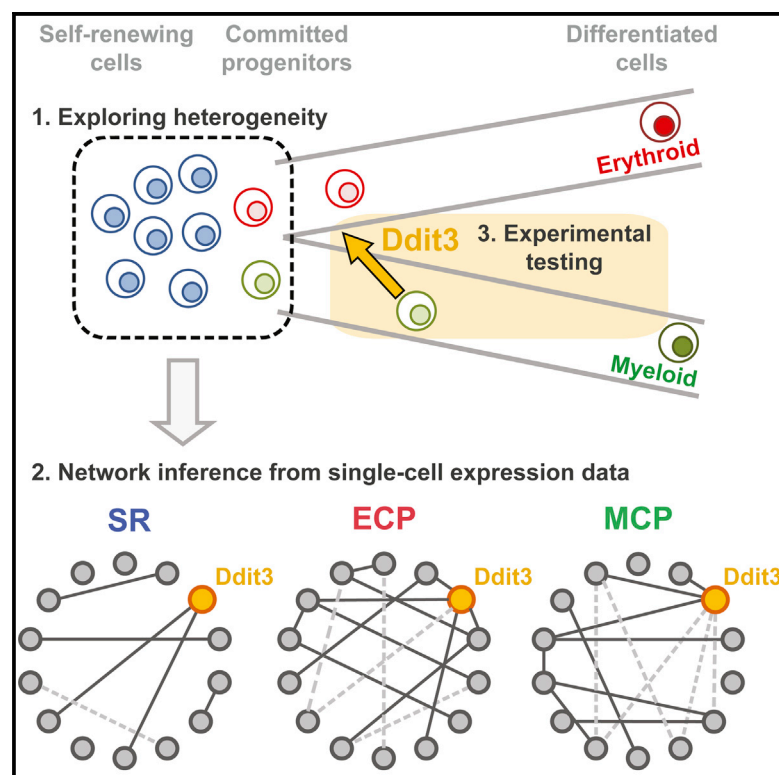 Self-renewing
cells
Committed
progenitors
Differentiated
cells
1. Exploring heterogeneity
Erythroid
Ddit3
3. Experimental
testing
Myeloid
2. Network inference from single-cell expression data
SR
ECP
MCP
Ddit3
Ddit3
Ddit3